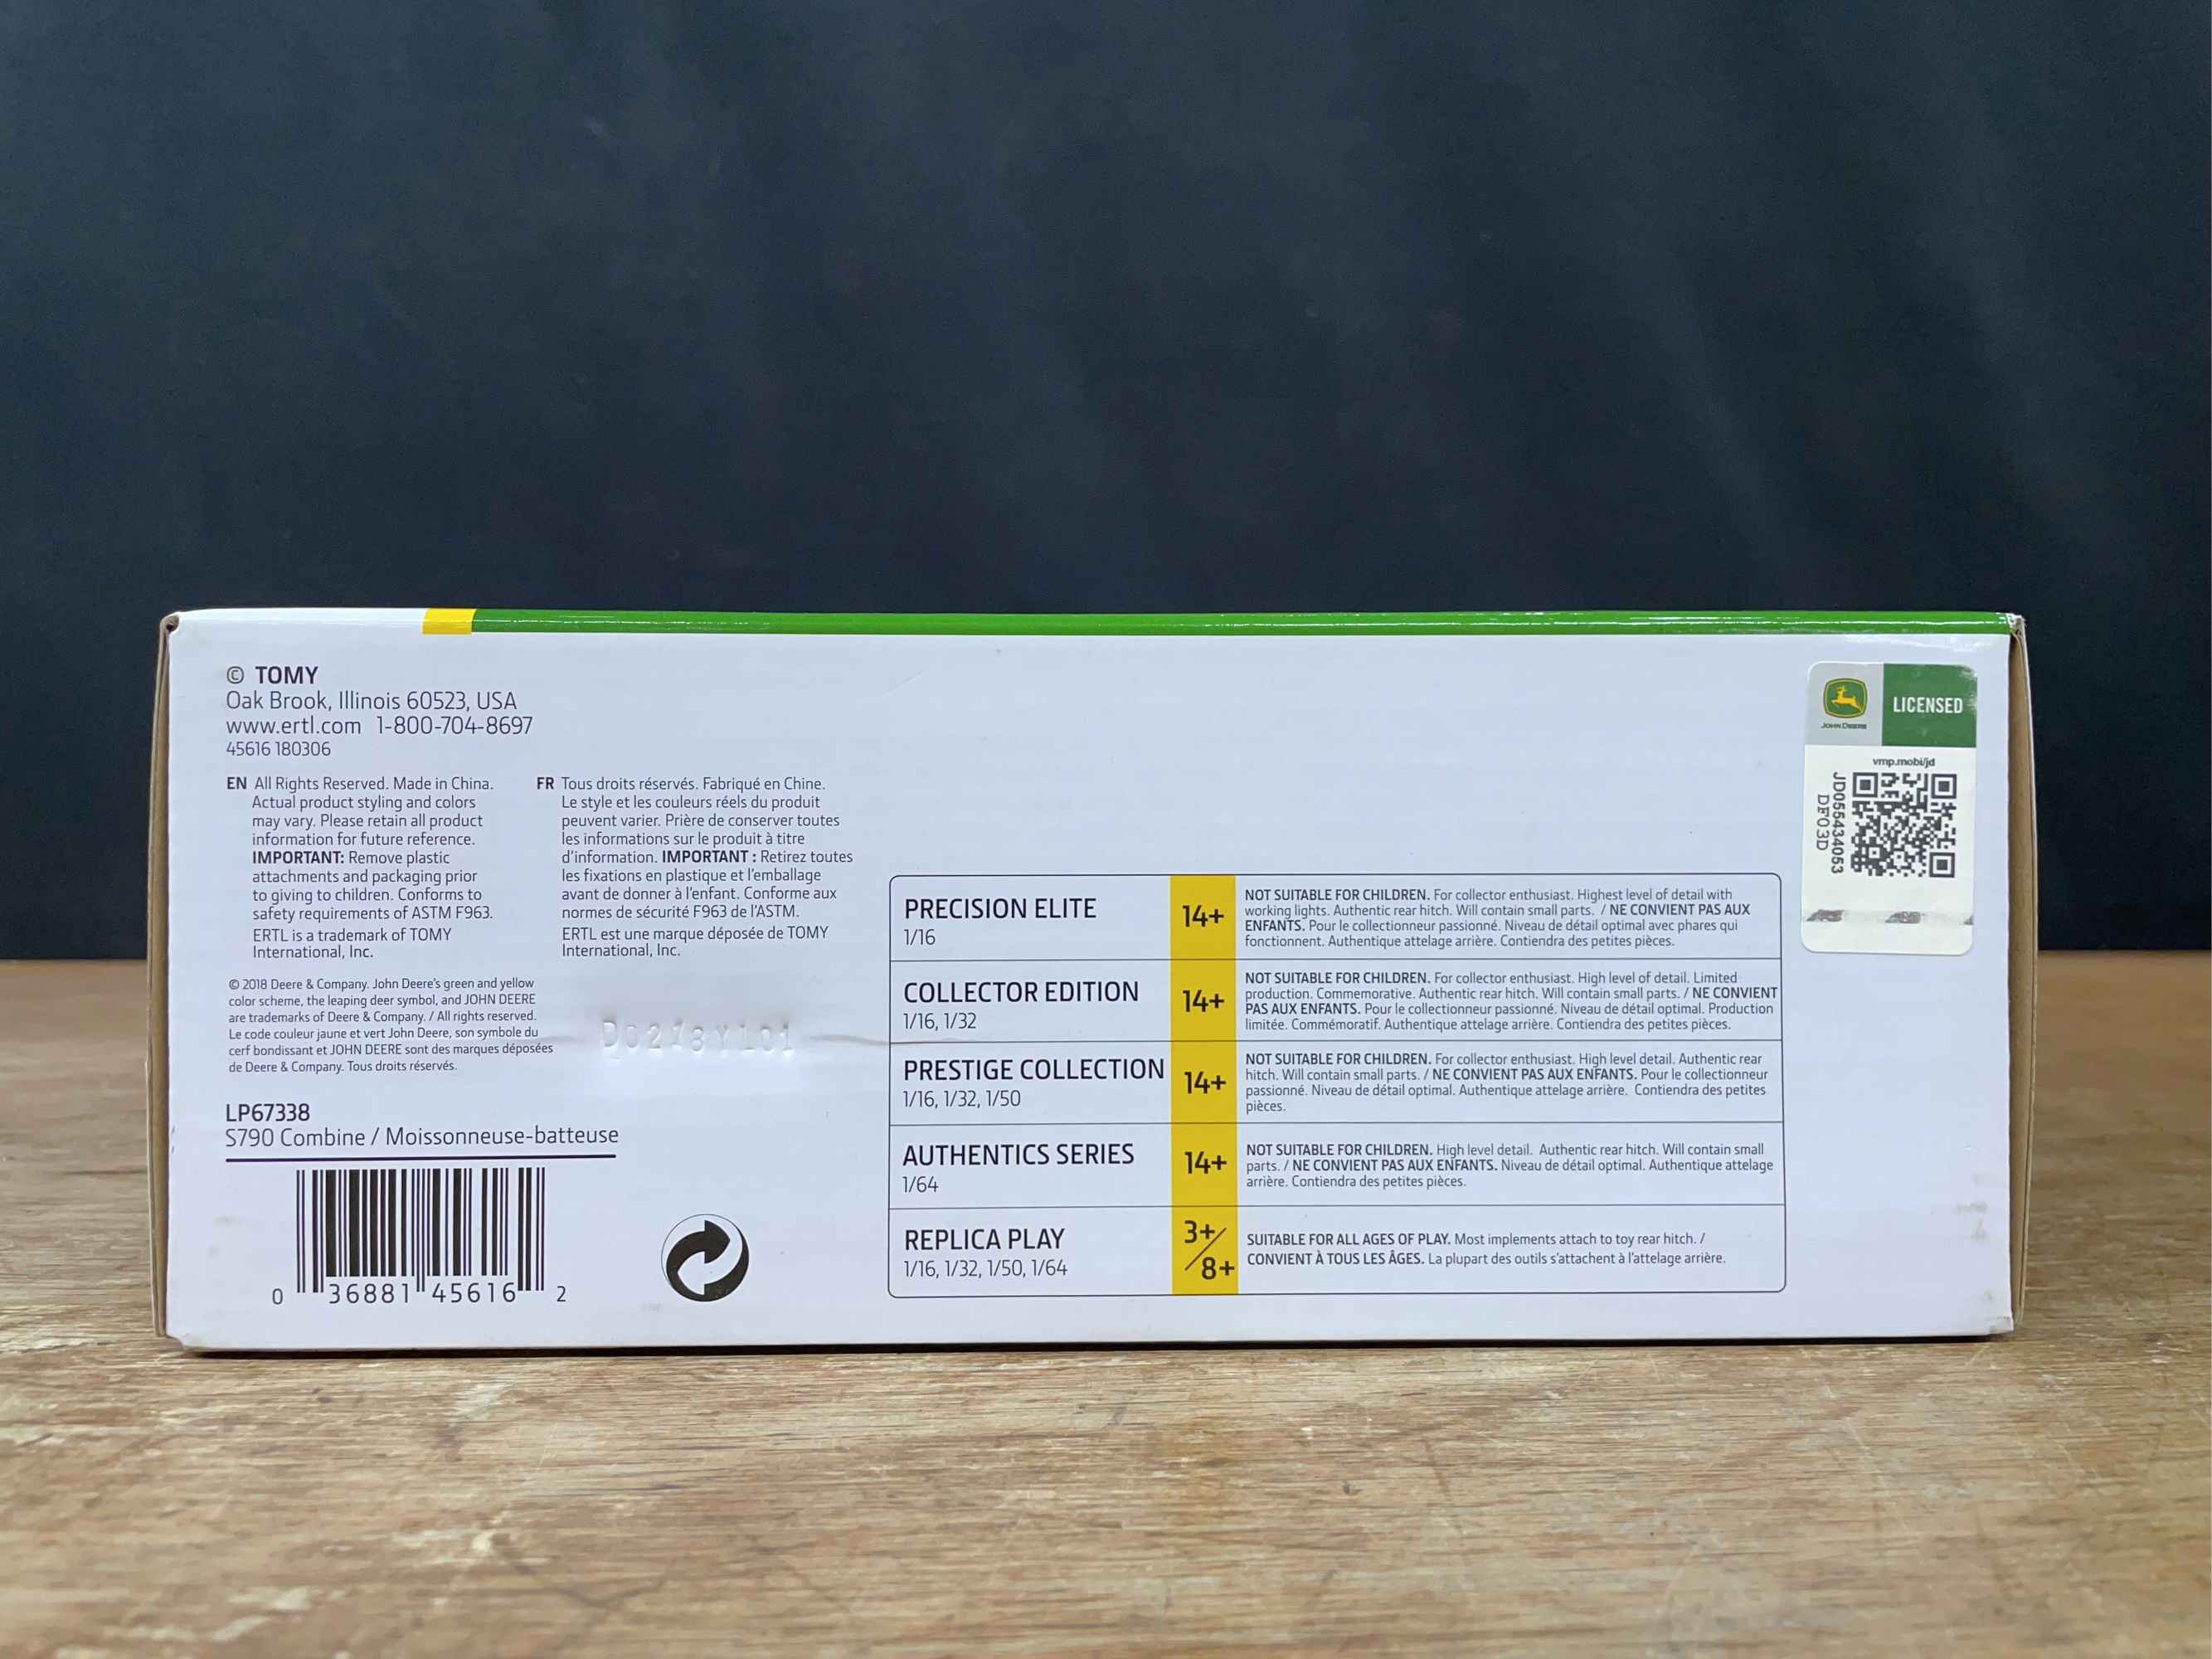 © TOMY
Oak Brook, Illinois 60523, USA
www.ertl.com 1-800-704-8697
45616 180306
EN All Rights Reserved. Made in China.
Actual product styling and colors
may vary. Please retain all product
information for future reference.
IMPORTANT: Remove plastic
attachments and packaging prior
to giving to children. Conforms to
safety requirements of ASTM F963.
ERTL is a trademark of TOMY
International, Inc.
FR Tous droits réservés. Fabriqué en Chine.
Le style et les couleurs réels du produit
peuvent varier. Prière de conserver toutes
les informations sur le produit à titre
d'information. IMPORTANT : Retirez toutes
les fixations en plastique et l'emballage
avant de donner à l'enfant. Conforme aux
normes de sécurité F963 de l'ASTM.
ERTL est une marque déposée de TOMY
International, Inc.
© 2018 Deere & Company. John Deere's green and yellow
color scheme, the leaping deer symbol, and JOHN DEERE
are trademarks of Deere & Company. / All rights reserved.
Le code couleur jaune et vert John Deere, son symbole du
cerf bondissant et JOHN DEERE sont des marques déposées
de Deere & Company. Tous droits réservés.
D0213YL01
LP67338
S790 Combine / Moissonneuse-batteuse
0 36881 45616 2
PRECISION ELITE
1/16
14+
NOT SUITABLE FOR CHILDREN. For collector enthusiast. Highest level of detail with
working lights. Authentic rear hitch. Will contain small parts. / NE CONVIENT PAS AUX
ENFANTS. Pour le collectionneur passionné. Niveau de détail optimal avec phares qui
fonctionnent. Authentique attelage arrière. Contiendra des petites pièces.
COLLECTOR EDITION
1/16, 1/32
14+
NOT SUITABLE FOR CHILDREN. For collector enthusiast. High level of detail. Limited
production. Commemorative. Authentic rear hitch. Will contain small parts. / NE CONVIENT
PAS AUX ENFANTS. Pour le collectionneur passionné. Niveau de détail optimal. Production
limitée. Commémoratif. Authentique attelage arrière. Contiendra des petites pièces.
PRESTIGE COLLECTION
1/16, 1/32, 1/50
14+
NOT SUITABLE FOR CHILDREN. For collector enthusiast. High level detail. Authentic rear
hitch. Will contain small parts. / NE CONVIENT PAS AUX ENFANTS. Pour le collectionneur
passionné. Niveau de détail optimal. Authentique attelage arrière. Contiendra des petites
pièces.
AUTHENTICS SERIES
1/64
14+
NOT SUITABLE FOR CHILDREN. High level detail. Authentic rear hitch. Will contain small
parts. / NE CONVIENT PAS AUX ENFANTS. Niveau de détail optimal. Authentique attelage
arrière. Contiendra des petites pièces.
REPLICA PLAY
1/16, 1/32, 1/50, 1/64
3+/8+
SUITABLE FOR ALL AGES OF PLAY. Most implements attach to toy rear hitch. /
CONVIENT À TOUS LES ÂGES. La plupart des outils s'attachent à l'attelage arrière.
JOHN DEERE
LICENSED
vmp.mobi/jd
JD055434053
DF03D